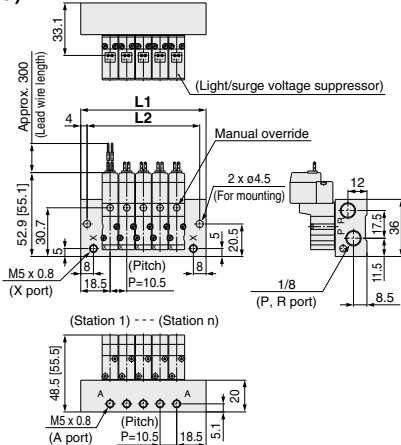 33.1
Approx. 300
(Lead wire length)
(Light/surge voltage suppressor)
L1
4
L2
Manual override
2 x ø4.5
(For mounting)
12
52.9 [55.1]
30.7
5
X
X
5
20.5
R
P
17.5
36
11.5
M5 x 0.8
(X port)
8
18.5
(Pitch)
P=10.5
8
1/8
(P, R port)
8.5
(Station 1) --- (Station n)
48.5 [55.5]
A
A
20
M5 x 0.8
(A port)
(Pitch)
P=10.5
18.5
5.1